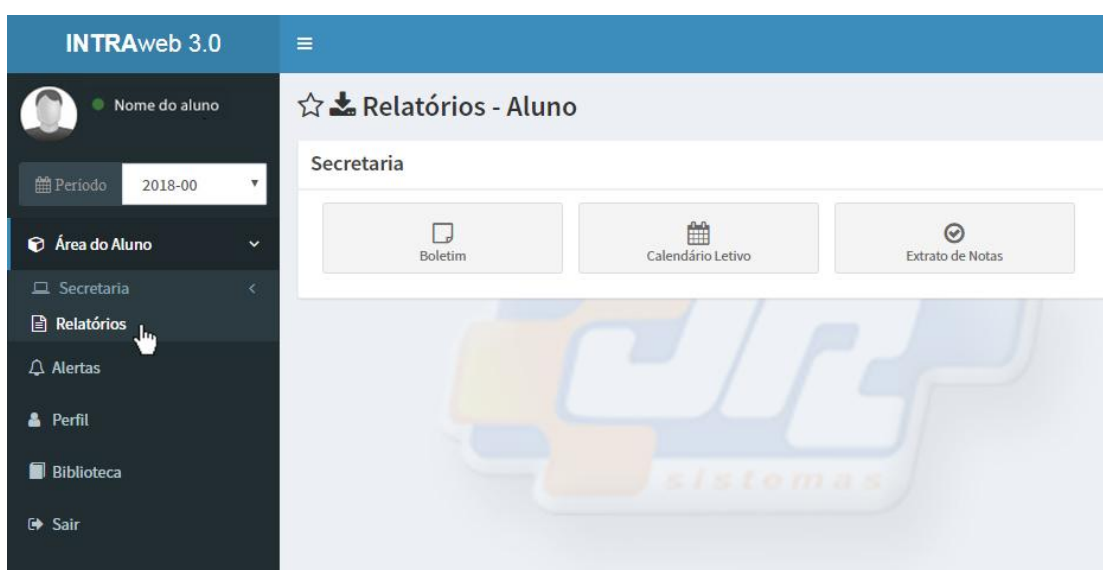 INTRAweb 3.0
Nome do aluno
Período 2018-00
Área do Aluno
Secretaria
Relatórios
Alertas
Perfil
Biblioteca
Sair
Relatórios - Aluno
Secretaria
Boletim
Calendário Letivo
Extrato de Notas
sistemas